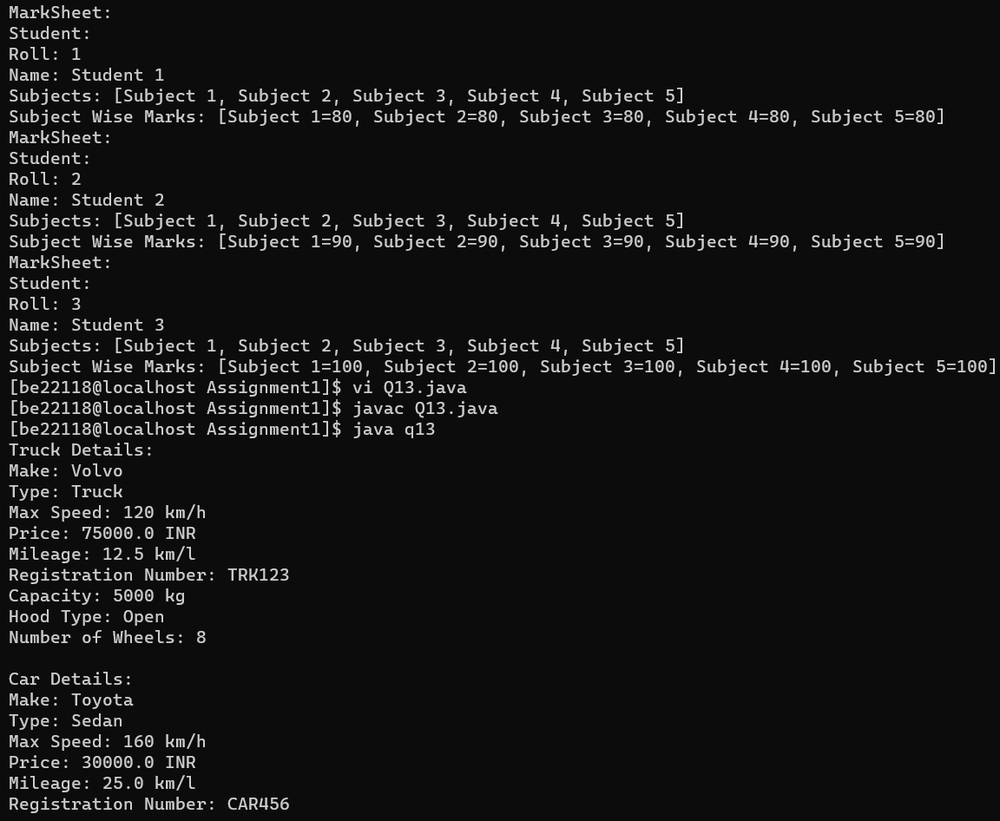 MarkSheet:
Student:
Roll: 1
Name: Student 1
Subjects: [Subject 1, Subject 2, Subject 3, Subject 4, Subject 5]
Subject Wise Marks: [Subject 1=80, Subject 2=80, Subject 3=80, Subject 4=80, Subject 5=80]
MarkSheet:
Student:
Roll: 2
Name: Student 2
Subjects: [Subject 1, Subject 2, Subject 3, Subject 4, Subject 5]
Subject Wise Marks: [Subject 1=90, Subject 2=90, Subject 3=90, Subject 4=90, Subject 5=90]
MarkSheet:
Student:
Roll: 3
Name: Student 3
Subjects: [Subject 1, Subject 2, Subject 3, Subject 4, Subject 5]
Subject Wise Marks: [Subject 1=100, Subject 2=100, Subject 3=100, Subject 4=100, Subject 5=100]
[be22118@localhost Assignment1]$ vi Q13.java
[be22118@localhost Assignment1]$ javac Q13.java
[be22118@localhost Assignment1]$ java q13
Truck Details:
Make: Volvo
Type: Truck
Max Speed: 120 km/h
Price: 75000.0 INR
Mileage: 12.5 km/l
Registration Number: TRK123
Capacity: 5000 kg
Hood Type: Open
Number of Wheels: 8

Car Details:
Make: Toyota
Type: Sedan
Max Speed: 160 km/h
Price: 30000.0 INR
Mileage: 25.0 km/l
Registration Number: CAR456